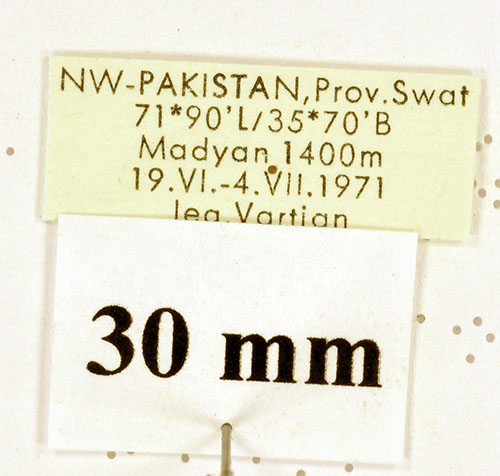 NW-PAKISTAN,Prov.Swat
71*90'L/35*70'B
Madyan 1400m
19.VI.-4.VII.1971
leg.Vartian
30 mm